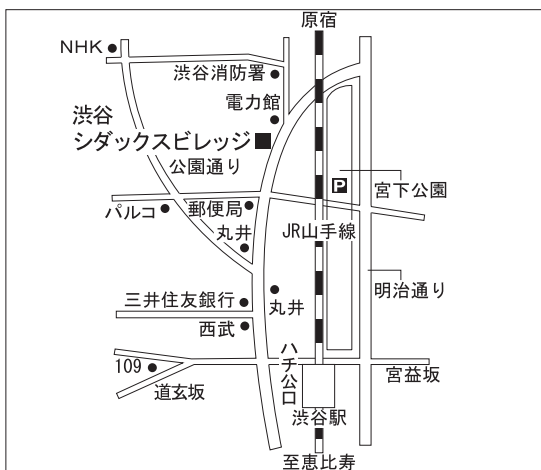 原宿
NHK
渋谷消防署
電力館
渋谷
シダックスビレッジ
公園通り
P
宮下公園
パルコ
郵便局
丸井
JR山手線
明治通り
丸井
三井住友銀行
西武
ハチ公口
109
道玄坂
宮益坂
渋谷駅
至恵比寿